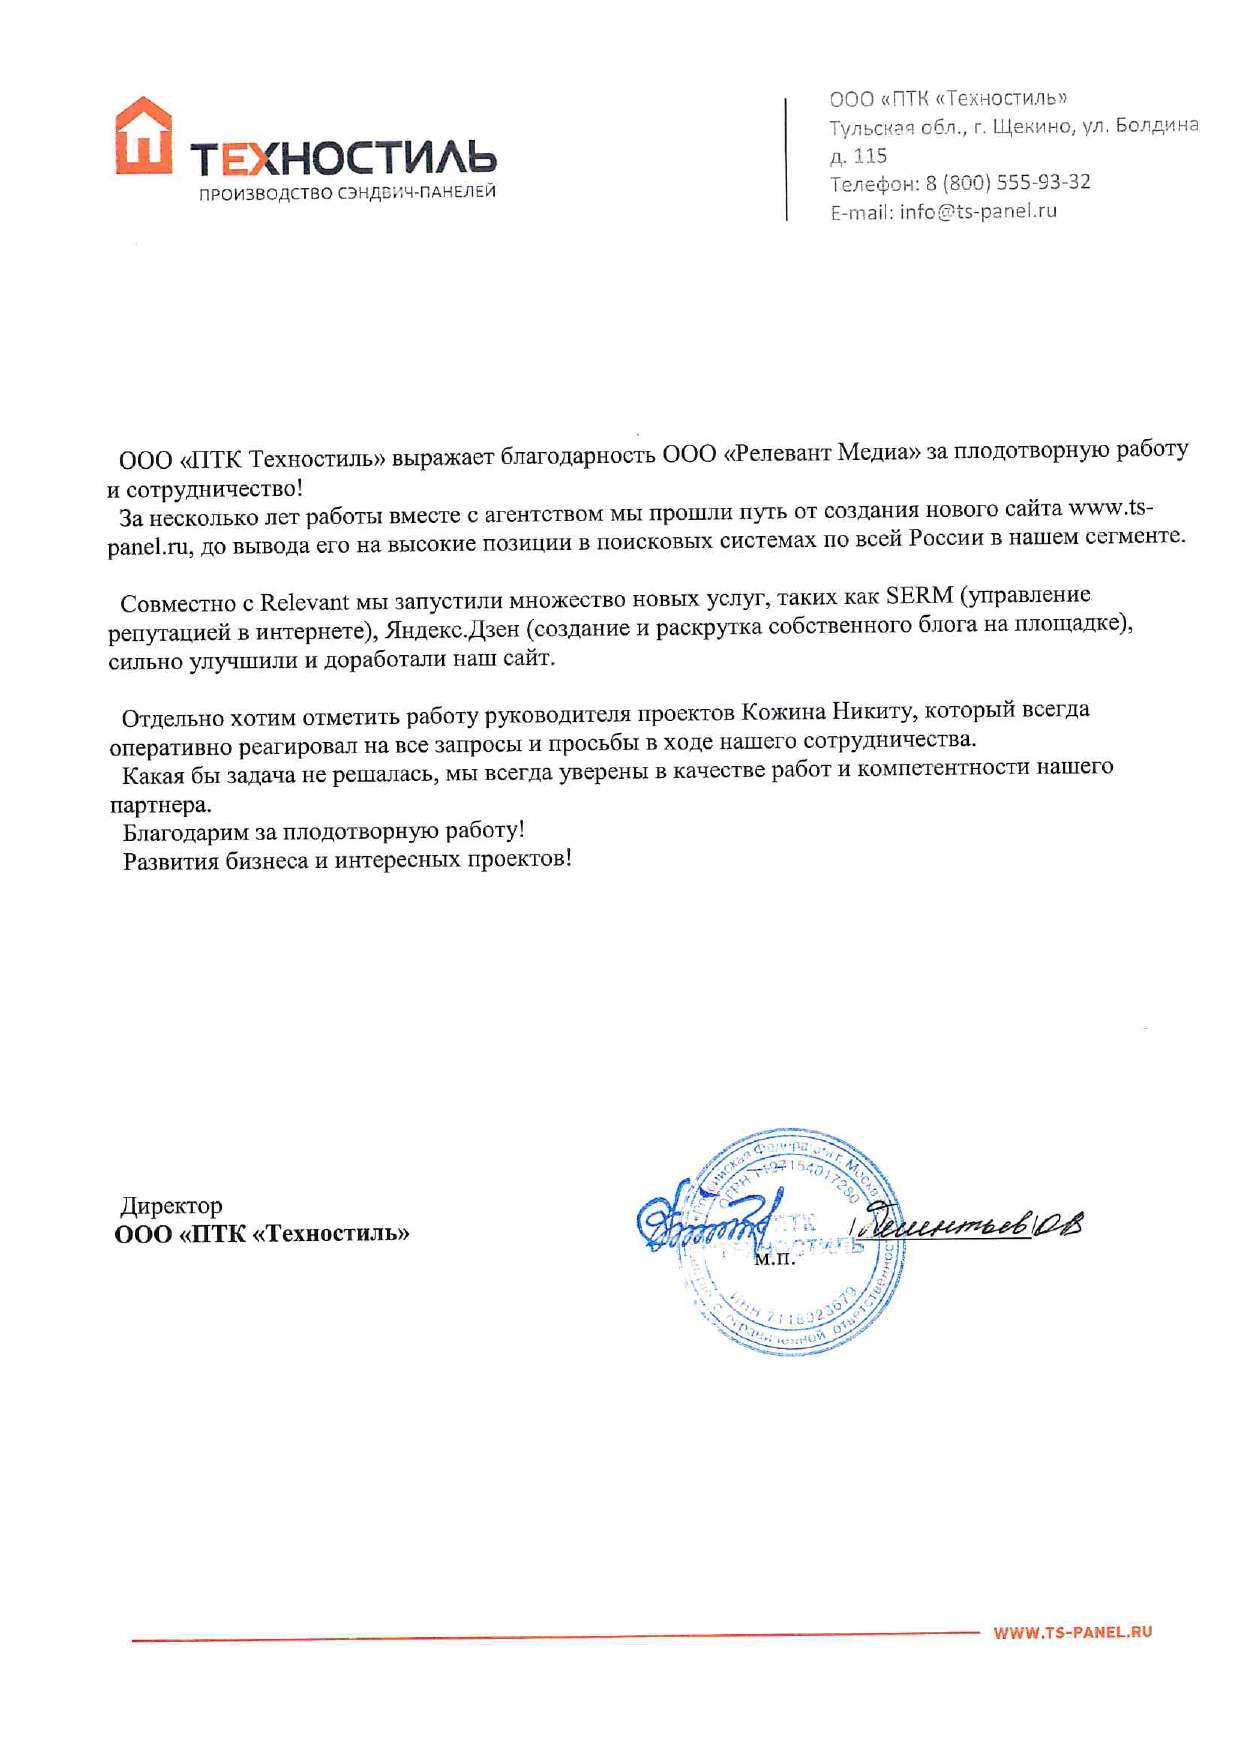 ТЕХНОСТИЛЬ
ПРОИЗВОДСТВО СЭНДВИЧ-ПАНЕЛЕЙ
ООО «ПТК «Техностиль»
Тульская обл., г. Щекино, ул. Болдина
д. 115
Телефон: 8 (800) 555-93-32
E-mail: info@ts-panel.ru
ООО «ПТК Техностиль» выражает благодарность ООО «Релевант Медиа» за плодотворную работу
и сотрудничество!
За несколько лет работы вместе с агентством мы прошли путь от создания нового сайта www.ts-
panel.ru, до вывода его на высокие позиции в поисковых системах по всей России в нашем сегменте.
Совместно с Relevant мы запустили множество новых услуг, таких как SERM (управление
репутацией в интернете), Яндекс.Дзен (создание и раскрутка собственного блога на площадке),
сильно улучшили и доработали наш сайт.
Отдельно хотим отметить работу руководителя проектов Кожина Никиту, который всегда
оперативно реагировал на все запросы и просьбы в ходе нашего сотрудничества.
Какая бы задача не решалась, мы всегда уверены в качестве работ и компетентности нашего
партнера.
Благодарим за плодотворную работу!
Развития бизнеса и интересных проектов!
Директор
ООО «ПТК «Техностиль»
Дементьев ОВ
м.п.
ОГРН 1197154017280
ПТК
ТЕХНОСТИЛЬ
ИНН 7118023679
с ограниченной ответственностью
WWW.TS-PANEL.RU